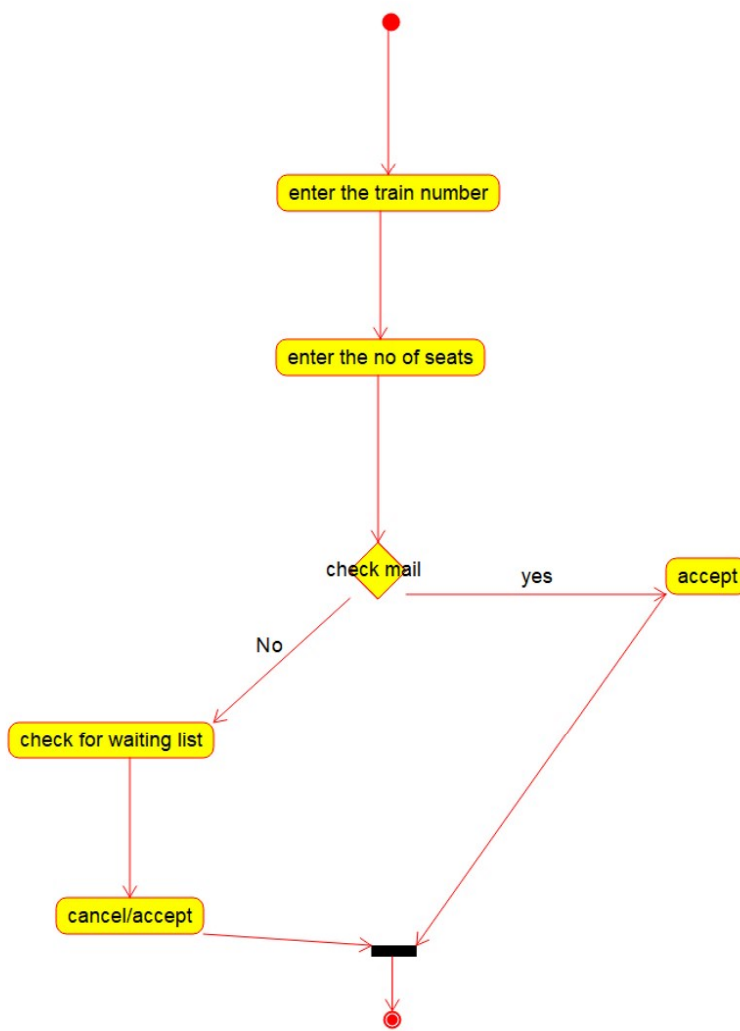 enter the train number
enter the no of seats
check mail
yes
accept
No
check for waiting list
cancel/accept